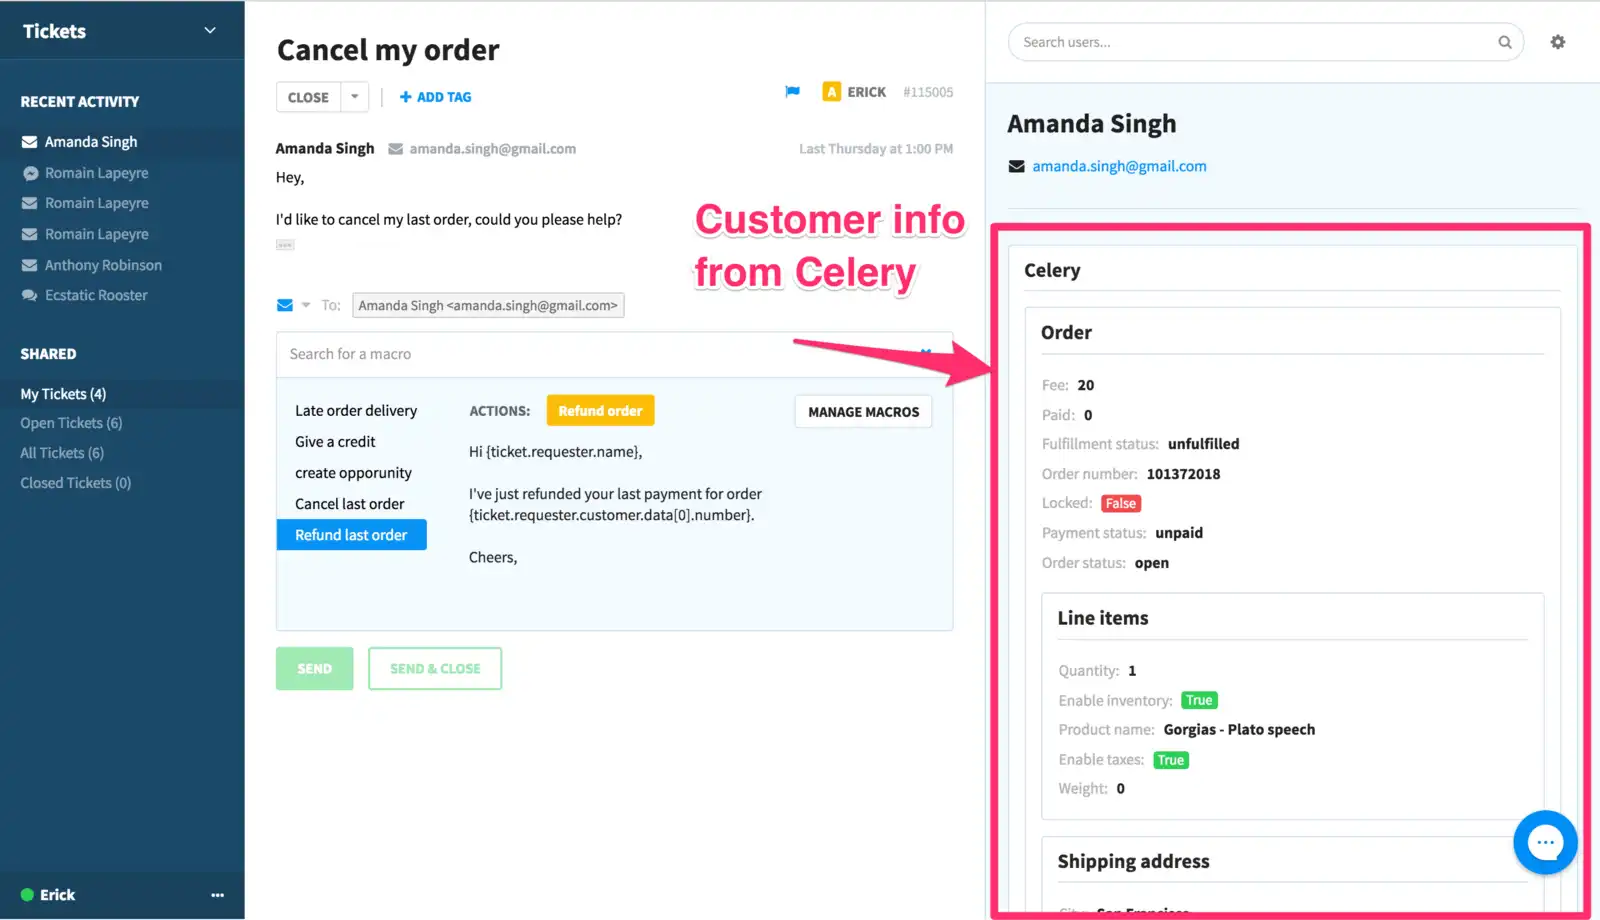 Tickets
RECENT ACTIVITY
Amanda Singh
Romain Lapeyre
Romain Lapeyre
Romain Lapeyre
Anthony Robinson
Ecstatic Rooster
SHARED
My Tickets (4)
Open Tickets (6)
All Tickets (6)
Closed Tickets (0)
Erick
Cancel my order
CLOSE
ADD TAG
A ERICK #115005
Amanda Singh amanda.singh@gmail.com Last Thursday at 1:00 PM
Hey,
I'd like to cancel my last order, could you please help?
Customer info
from Celery
To: Amanda Singh <amanda.singh@gmail.com>
Search for a macro
Late order delivery
Give a credit
create opporunity
Cancel last order
Refund last order
ACTIONS: Refund order
MANAGE MACROS
Hi {ticket.requester.name},
I've just refunded your last payment for order
{ticket.requester.customer.data[0].number}.
Cheers,
SEND
SEND & CLOSE
Search users...
Amanda Singh
amanda.singh@gmail.com
Celery
Order
Fee: 20
Paid: 0
Fulfillment status: unfulfilled
Order number: 101372018
Locked: False
Payment status: unpaid
Order status: open
Line items
Quantity: 1
Enable inventory: True
Product name: Gorgias - Plato speech
Enable taxes: True
Weight: 0
Shipping address
City: San Francisco